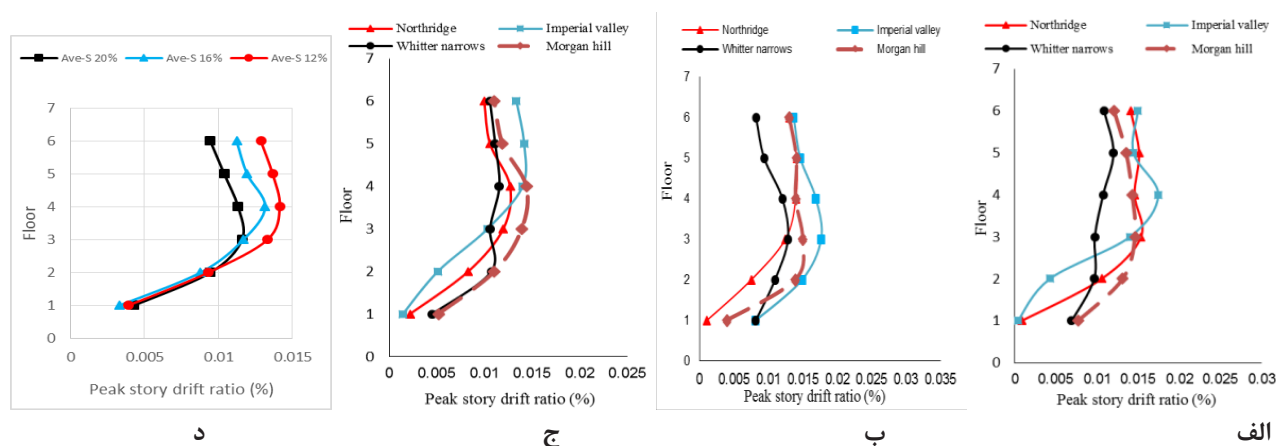 Ave-S 20% Ave-S 16% Ave-S 12%
7
6
5
4
3
2
1
0
Floor
0 0.005 0.01 0.015
Peak story drift ratio (%)
د
Northridge Imperial valley
Whitter narrows Morgan hill
7
6
5
4
3
2
1
0
Floor
0 0.005 0.01 0.015 0.02 0.025
Peak story drift ratio (%)
ج
Northridge Imperial valley
Whitter narrows Morgan hill
7
6
5
4
3
2
1
0
Floor
0 0.005 0.01 0.015 0.02 0.025 0.03 0.035
Peak story drift ratio (%)
ب
Northridge Imperial valley
Whitter narrows Morgan hill
7
6
5
4
3
2
1
0
Floor
0 0.005 0.01 0.015 0.02 0.025 0.03
Peak story drift ratio (%)
الف